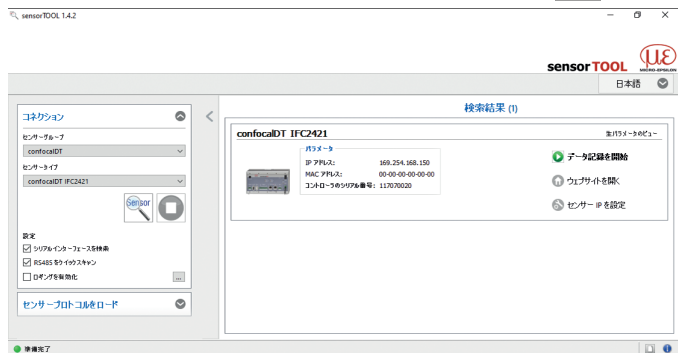 sensorTOOL 1.4.2
με
MICRO-EPSILON
sensorTOOL
日本語
コネクション
センサーグループ
confocalDT
センサータイプ
confocalDT IFC2421
Sensor
設定
シリアルインターフェースを検索
RS485をクイックスキャン
ロギングを有効化
...
センサープロトコルをロード
検索結果 (1)
confocalDT IFC2421
生パラメータのビュー
パラメータ
IP アドレス: 169.254.168.150
MAC アドレス: 00-00-00-00-00-00
コントローラのシリアル番号: 117070020
データ記録を開始
ウェブサイトを開く
センサー IP を設定
準備完了